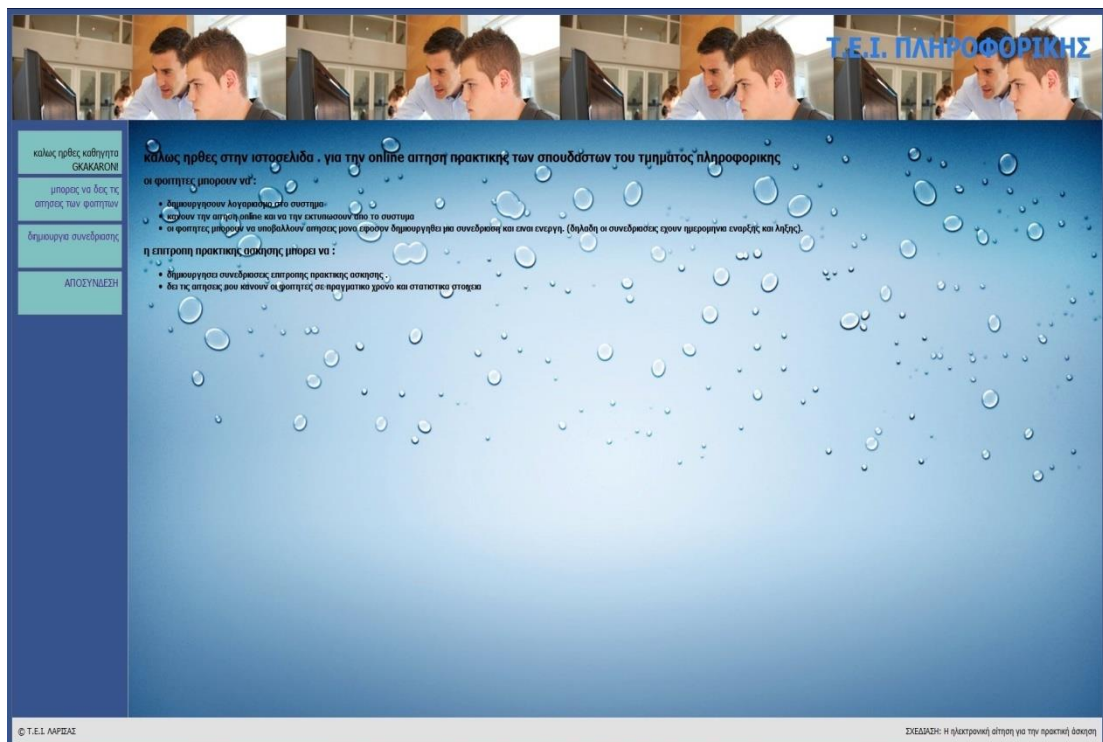 Τ.Ε.Ι. ΠΛΗΡΟΦΟΡΙΚΗΣ
καλως ηρθες καθηγητα
GKAKARONI
μπορεις να δεις τις
αιτησεις των φοιτητων
δημιουργια συνεδριασης
ΑΠΟΣΥΝΔΕΣΗ
καλως ηρθες στην ιστοσελιδα . για την online αιτηση πρακτικης των σπουδαστων του τμηματος πληροφορικης
οι φοιτητες μπορουν να :
δημιουργησουν λογαριασμο στο συστημα
κανουν την αιτηση online και να την εκτυπωσουν απο το συστυμα
οι φοιτητες μπορουν να υποβαλλουν αιτησεις μονο εφοσον δημιουργηθει μια συνεδριαση και ειναι ενεργη. (δηλαδη οι συνεδριασεις εχουν ημερομηνια εναρξης και ληξης).
η επιτροπη πρακτικης ασκησης μπορει να :
δημιουργησει συνεδριασεις επιτροπης πρακτικης ασκησης .
δει τις αιτησεις μου κανουν οι φοιτητες σε πραγματικο χρονο και στατιστικα στοιχεια
© Τ.Ε.Ι. ΛΑΡΙΣΑΣ
ΣΧΕΔΙΑΣΗ: Η ηλεκτρονική αίτηση για την πρακτική άσκηση